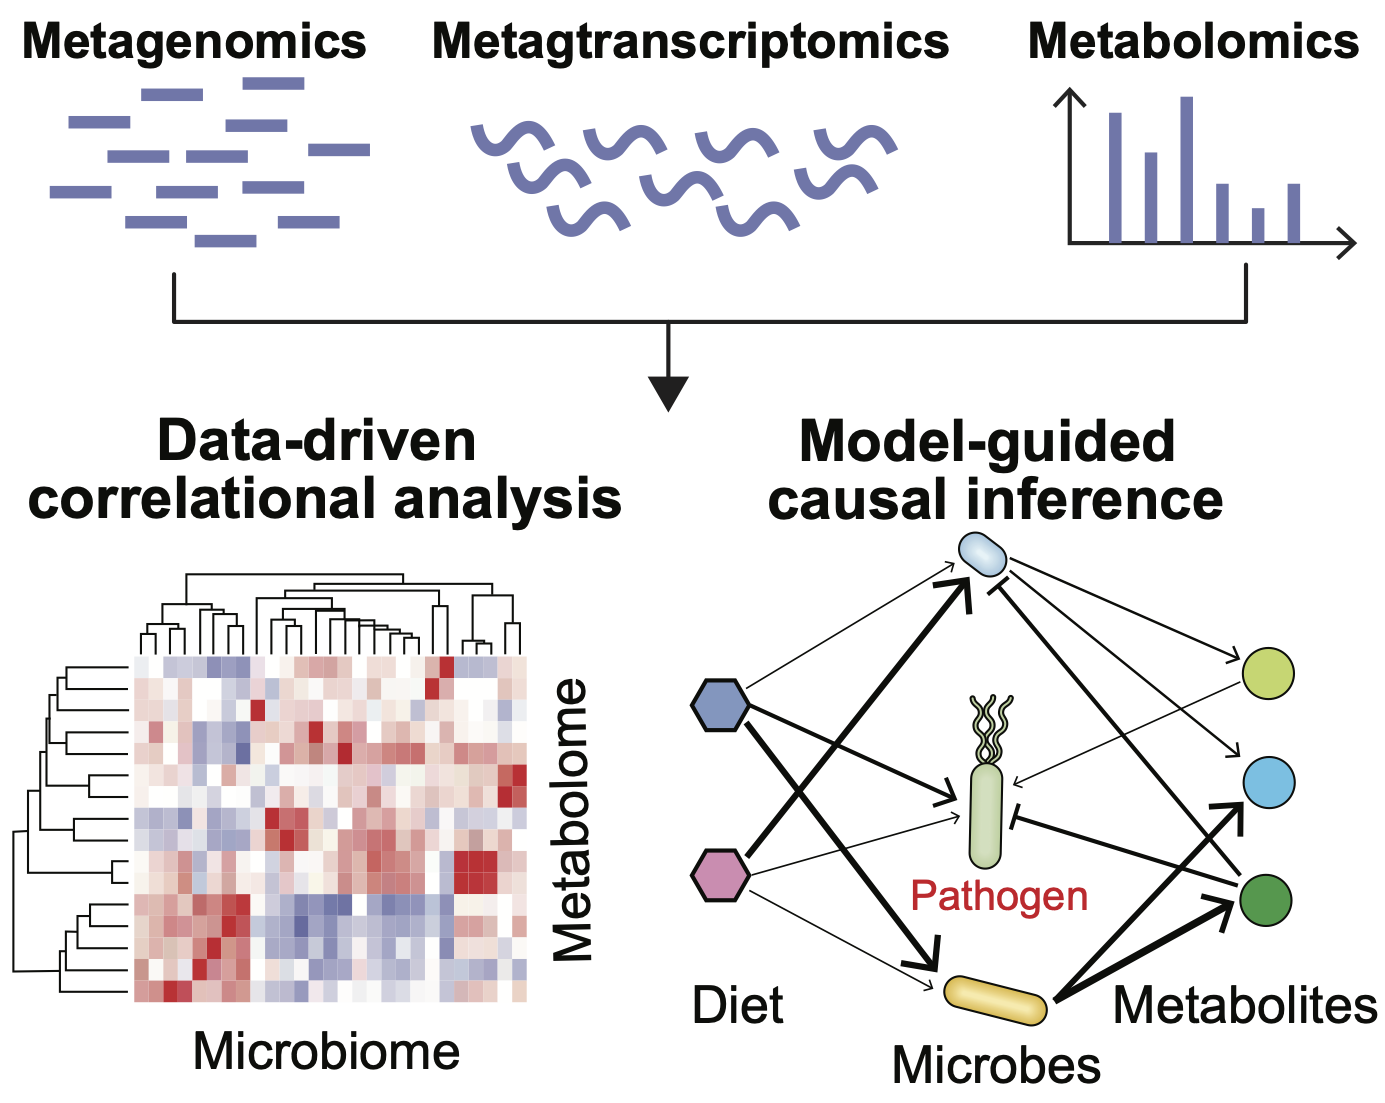 Metagenomics
Metagtranscriptomics
Metabolomics
Data-driven
correlational analysis
Model-guided
causal inference
Metabolome
Microbiome
Pathogen
Diet
Metabolites
Microbes